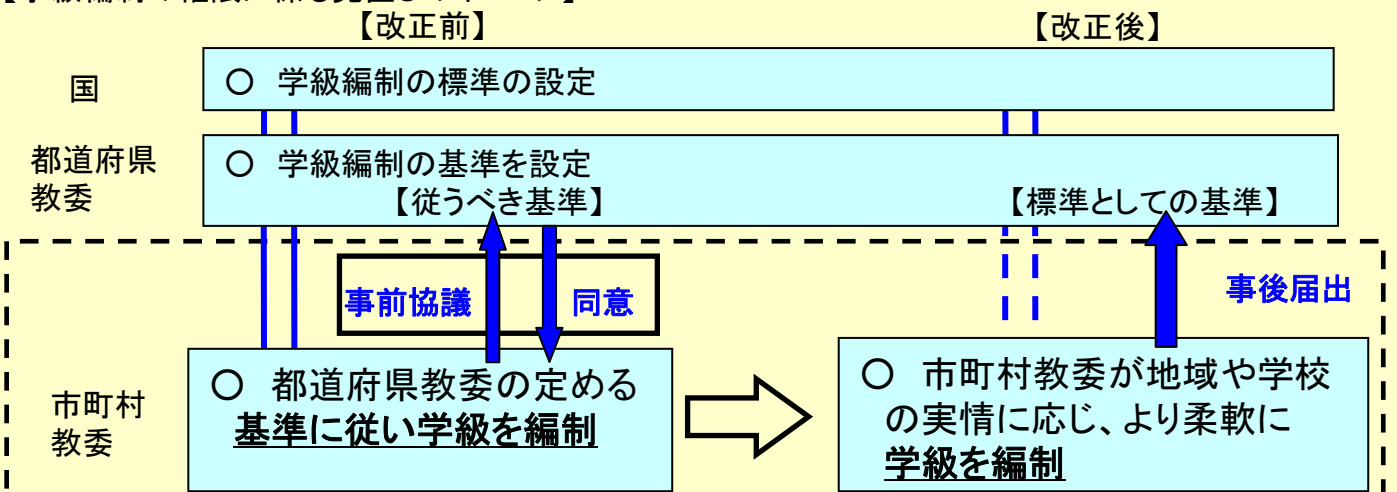 【改正前】 【改正後】
国
〇 学級編制の標準の設定
都道府県
教委
〇 学級編制の基準を設定
【従うべき基準】 【標準としての基準】
事前協議 同意
事後届出
市町村
教委
〇 都道府県教委の定める
基準に従い学級を編制
〇 市町村教委が地域や学校
の実情に応じ、より柔軟に
学級を編制